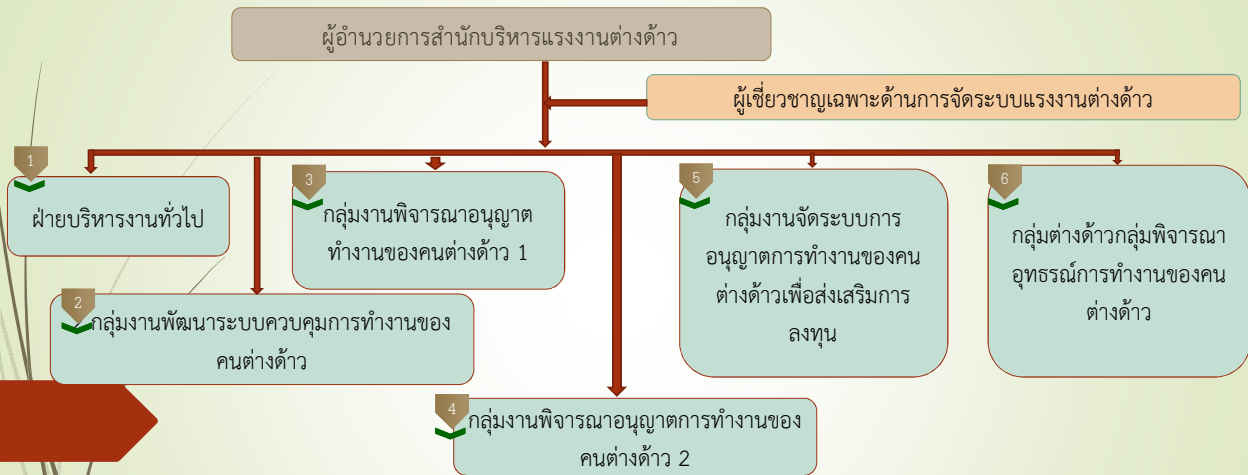 ผู้อำนวยการสำนักบริหารแรงงานต่างด้าว
ผู้เชี่ยวชาญเฉพาะด้านการจัดระบบแรงงานต่างด้าว
1
ฝ่ายบริหารงานทั่วไป
2
กลุ่มงานพัฒนาระบบควบคุมการทำงานของ
คนต่างด้าว
3
กลุ่มงานพิจารณาอนุญาต
ทำงานของคนต่างด้าว 1
4
กลุ่มงานพิจารณาอนุญาตการทำงานของ
คนต่างด้าว 2
5
กลุ่มงานจัดระบบการ
อนุญาตการทำงานของคน
ต่างด้าวเพื่อส่งเสริมการ
ลงทุน
6
กลุ่มต่างด้าวกลุ่มพิจารณา
อุทธรณ์การทำงานของคน
ต่างด้าว